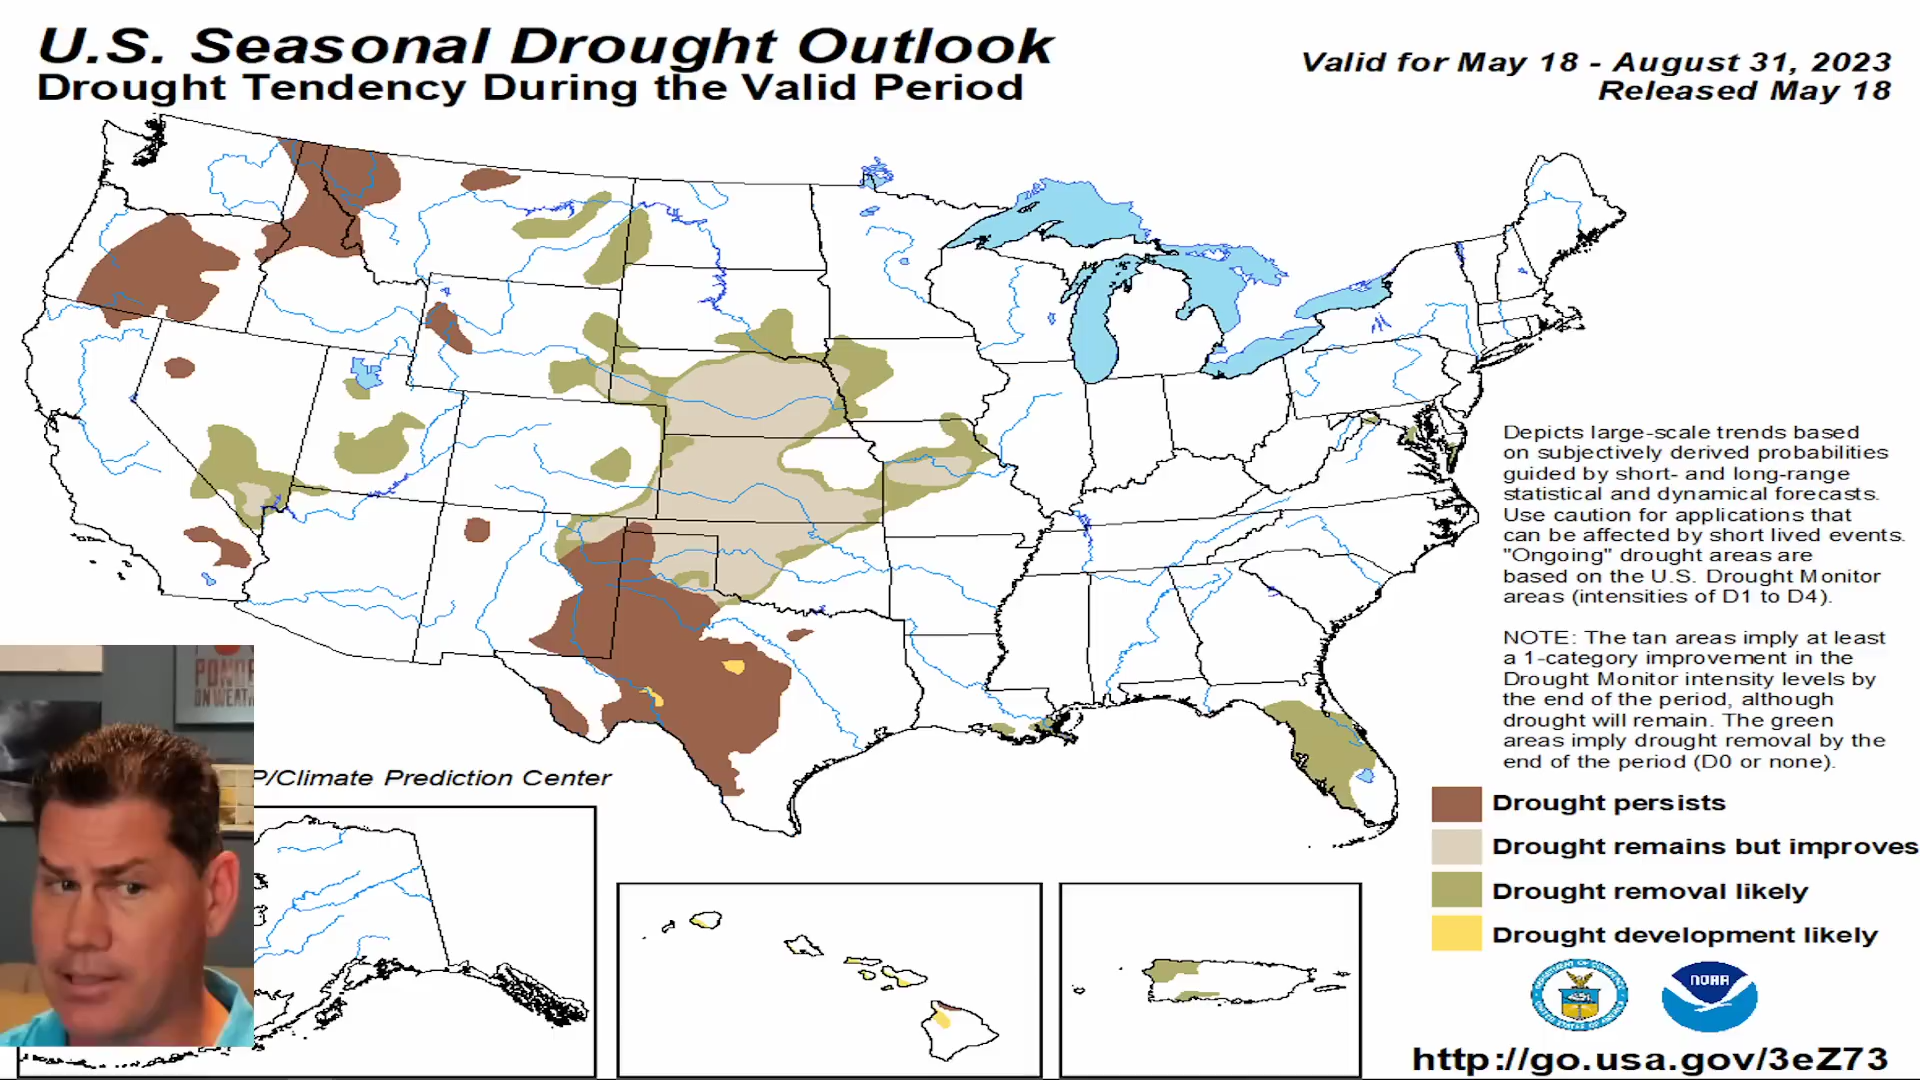 U.S. Seasonal Drought Outlook
Drought Tendency During the Valid Period
Valid for May 18 - August 31, 2023
Released May 18
Depicts large-scale trends based
on subjectively derived probabilities
guided by short- and long-range
statistical and dynamical forecasts.
Use caution for applications that
can be affected by short lived events.
"Ongoing" drought areas are
based on the U.S. Drought Monitor
areas (intensities of D1 to D4).
NOTE: The tan areas imply at least
a 1-category improvement in the
Drought Monitor intensity levels by
the end of the period, although
drought will remain. The green
areas imply drought removal by the
end of the period (D0 or none).
P/Climate Prediction Center
Drought persists
Drought remains but improves
Drought removal likely
Drought development likely
NOAA
http://go.usa.gov/3eZ73